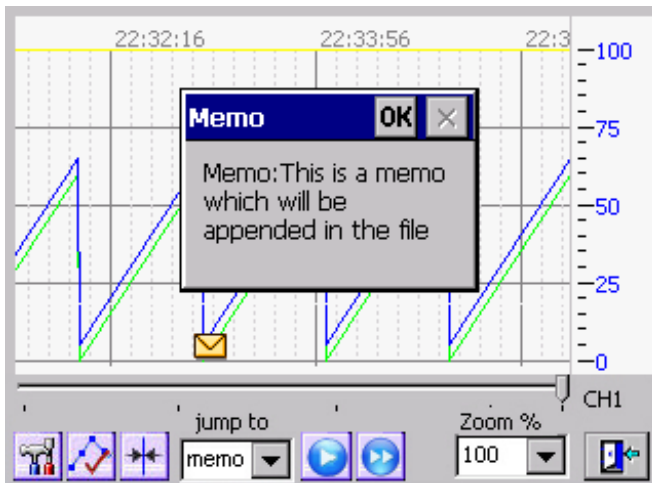 22:32:16 22:33:56 22:3
100
Memo OK
75
Memo:This is a memo
which will be
appended in the file
50
25
0
CH1
jump to Zoom %
memo 100